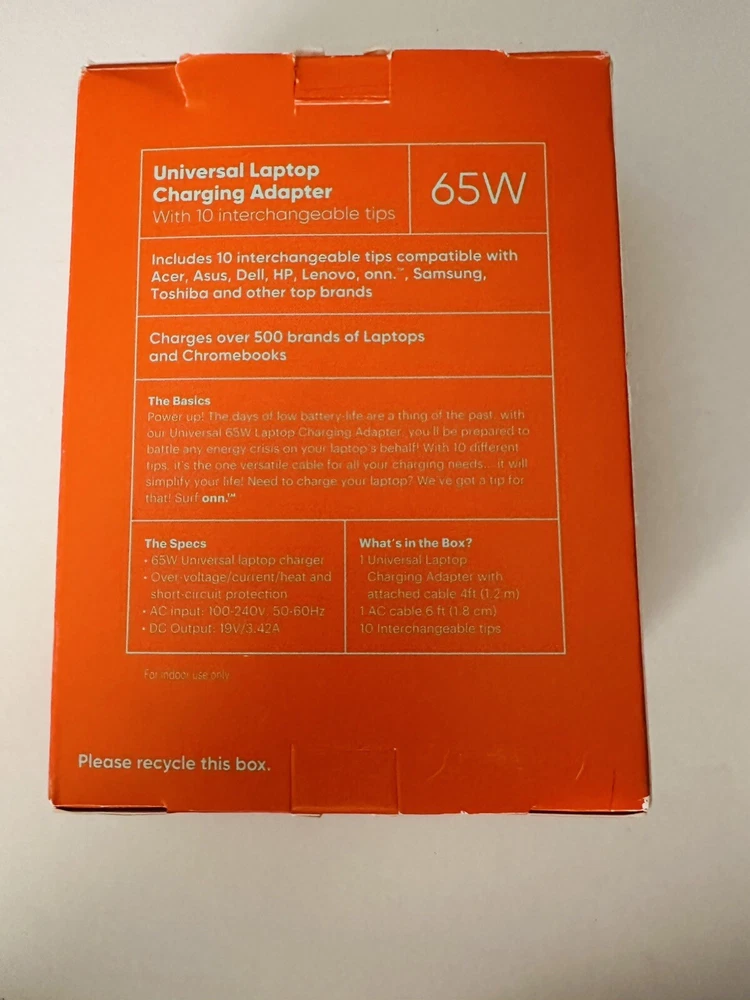 Universal Laptop
Charging Adapter
With 10 interchangeable tips
65W
Includes 10 interchangeable tips compatible with
Acer, Asus, Dell, HP, Lenovo, onn.™, Samsung,
Toshiba and other top brands
Charges over 500 brands of Laptops
and Chromebooks
The Basics
Power up! The days of low battery-life are a thing of the past, with
our Universal 65W Laptop Charging Adapter, you'll be prepared to
battle any energy crisis on your laptop's behalf! With 10 different
tips, it's the one versatile cable for all your charging needs... it will
simplify your life! Need to charge your laptop? We've got a tip for
that! Surf onn.™
The Specs
• 65W Universal laptop charger
• Over-voltage/current/heat and
short-circuit protection
• AC input: 100-240V, 50-60Hz
• DC Output: 19V/3.42A
What's in the Box?
1 Universal Laptop
Charging Adapter with
attached cable 4ft (1.2 m)
1 AC cable 6 ft (1.8 cm)
10 Interchangeable tips
For indoor use only.
Please recycle this box.